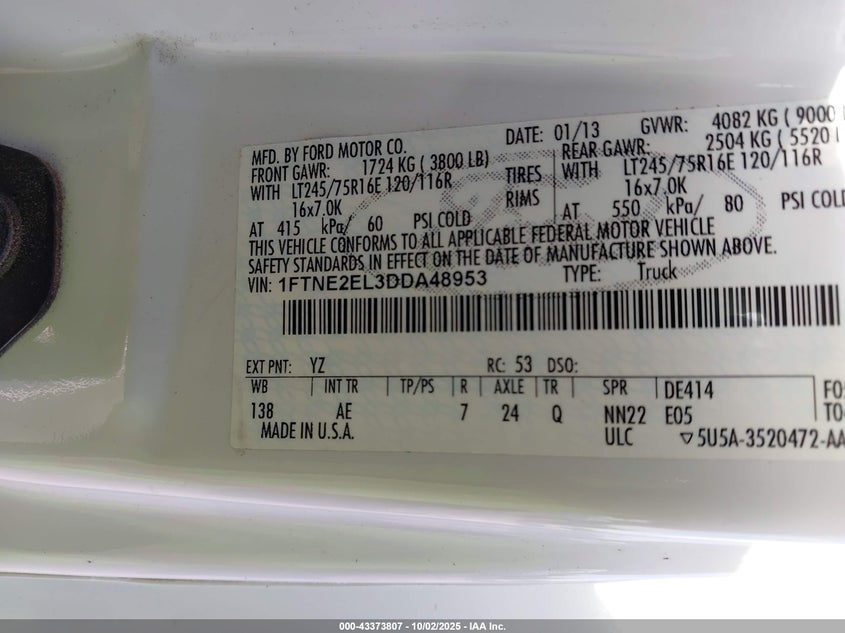 MFD. BY FORD MOTOR CO. DATE: 01/13 GVWR: 4082 KG ( 9000
FRONT GAWR: 1724 KG ( 3800 LB) REAR GAWR: 2504 KG ( 5520
WITH LT245/75R16E 120/116R TIRES WITH LT245/75R16E 120/116R
16x7.0K RIMS 16x7.0K
AT 415 kPa/ 60 PSI COLD AT 550 kPa/ 80 PSI COLD
THIS VEHICLE CONFORMS TO ALL APPLICABLE FEDERAL MOTOR VEHICLE
SAFETY STANDARDS IN EFFECT ON THE DATE OF MANUFACTURE SHOWN ABOVE.
VIN: 1FTNE2EL3DDA48953 TYPE: Truck
EXT PNT: YZ RC: 53 DSO:
WB INT TR TP/PS R AXLE TR SPR DE414
138 AE 7 24 Q NN22 E05
MADE IN U.S.A. ULC ▽5U5A-3520472-AA
000-43373807 - 10/02/2025 - IAA Inc.